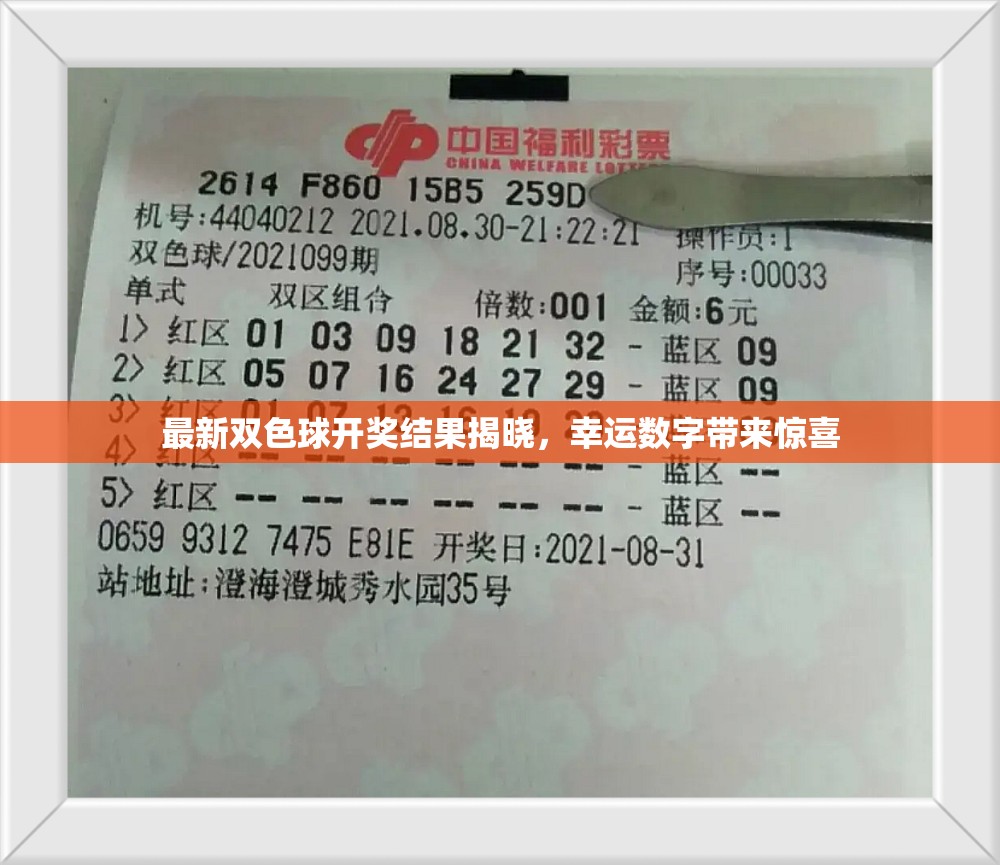 中国福利彩票
CHINA WELFARE LOTTE
2614 F860 15B5 259D
机号:44040212 2021.08.30-21:22:21 操作员:1
双色球/2021099期 序号:00033
单式 双区组合 倍数:001 金额:6元
1> 红区 01 03 09 18 21 32 - 蓝区 09
2> 红区 05 07 16 24 27 29 - 蓝区 09
3> 红区 01 07
最新双色球开奖结果揭晓，幸运数字带来惊喜
4> 红区 -- -- -- -- -- -- - 蓝区 --
5> 红区 -- -- -- -- -- -- - 蓝区 --
0659 9312 7475 E81E 开奖日:2021-08-31
站地址:澄海澄城秀水园35号